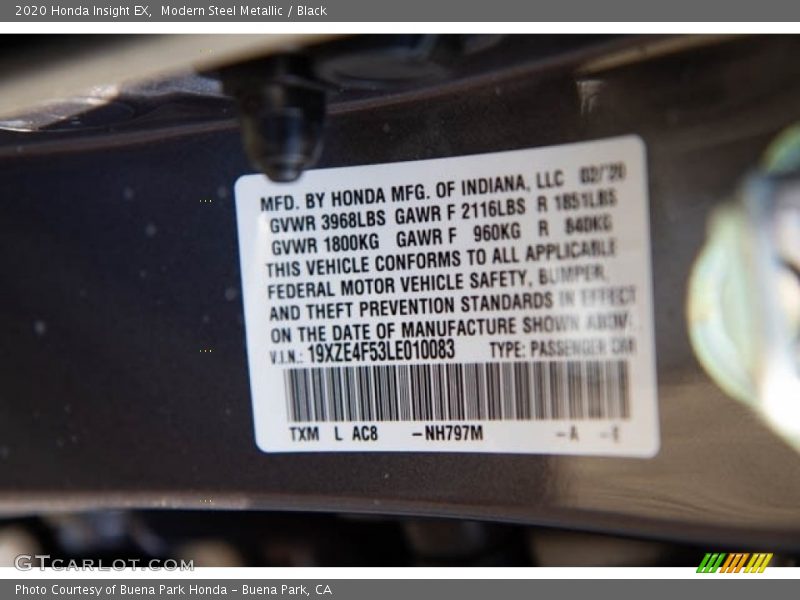 2020 Honda Insight EX,  Modern Steel Metallic / Black
MFD. BY HONDA MFG. OF INDIANA, LLC 02/'20
GVWR 3968LBS GAWR F 2116LBS R 1851LBS
GVWR 1800KG GAWR F 960KG R 840KG
THIS VEHICLE CONFORMS TO ALL APPLICABLE
FEDERAL MOTOR VEHICLE SAFETY, BUMPER,
AND THEFT PREVENTION STANDARDS IN EFFECT
ON THE DATE OF MANUFACTURE SHOWN ABOVE.
V.I.N.: 19XZE4F53LE010083 TYPE: PASSENGER CAR
TXM L AC8 -NH797M -A
GTCARLOT.COM
Photo Courtesy of Buena Park Honda - Buena Park, CA